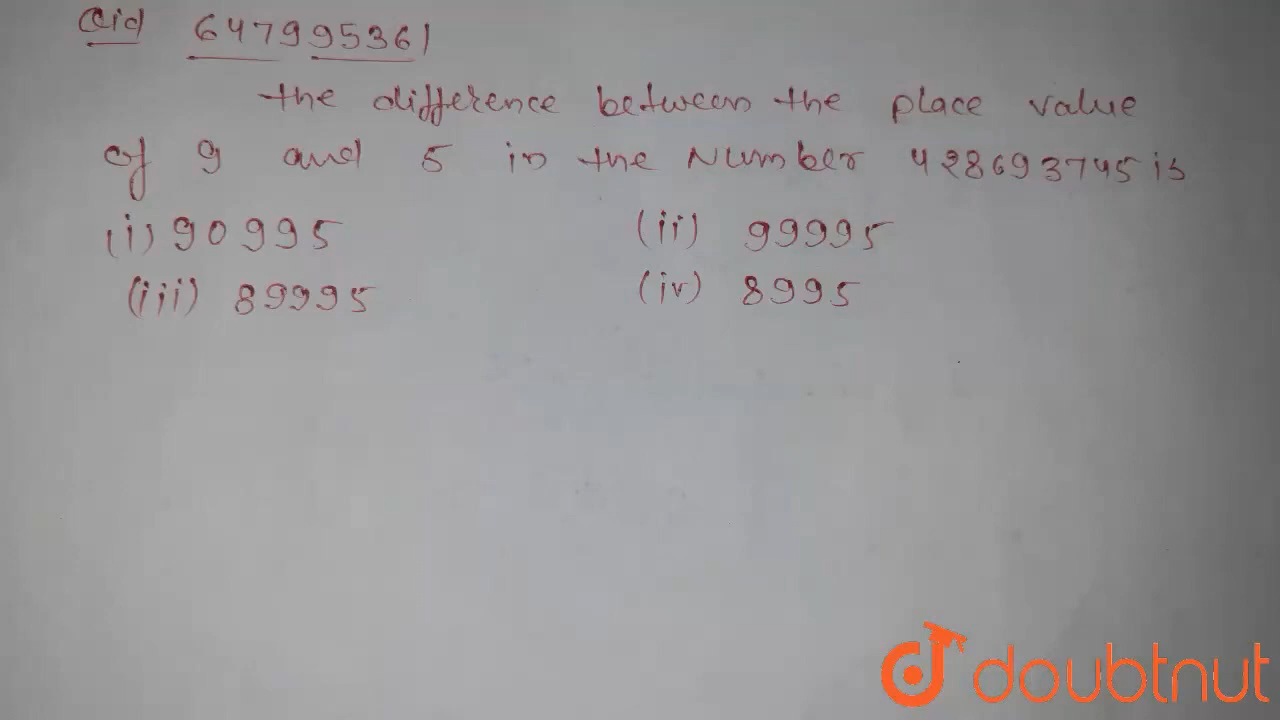 Qid 647995361
the difference between the place value
of 9 and 5 in the Number 428693745 is
(i) 90995 (ii) 99995
(iii) 89995 (iv) 8995
doubtnut